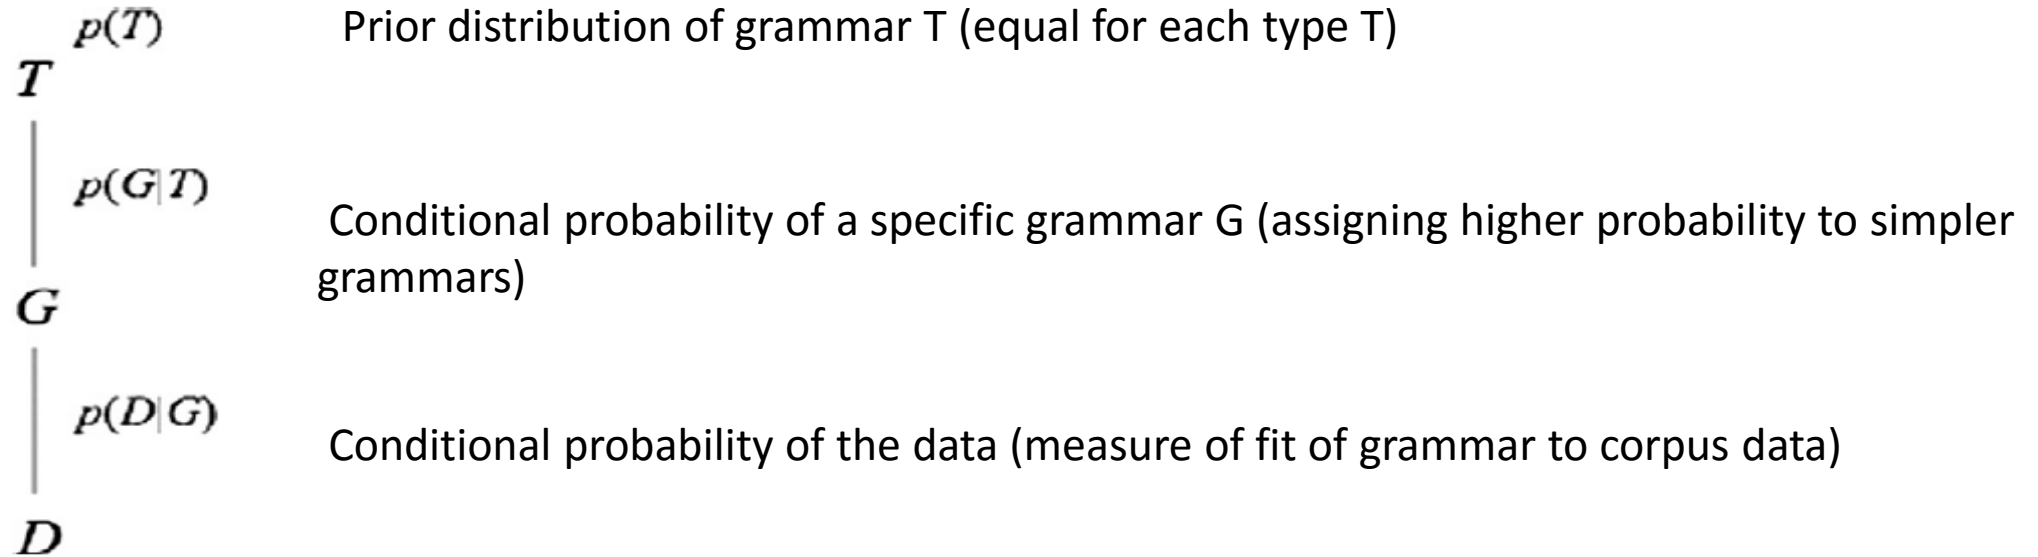 p(T) Prior distribution of grammar T (equal for each type T)
T
p(G|T)
Conditional probability of a specific grammar G (assigning higher probability to simpler
grammars)
G
p(D|G)
Conditional probability of the data (measure of fit of grammar to corpus data)
D